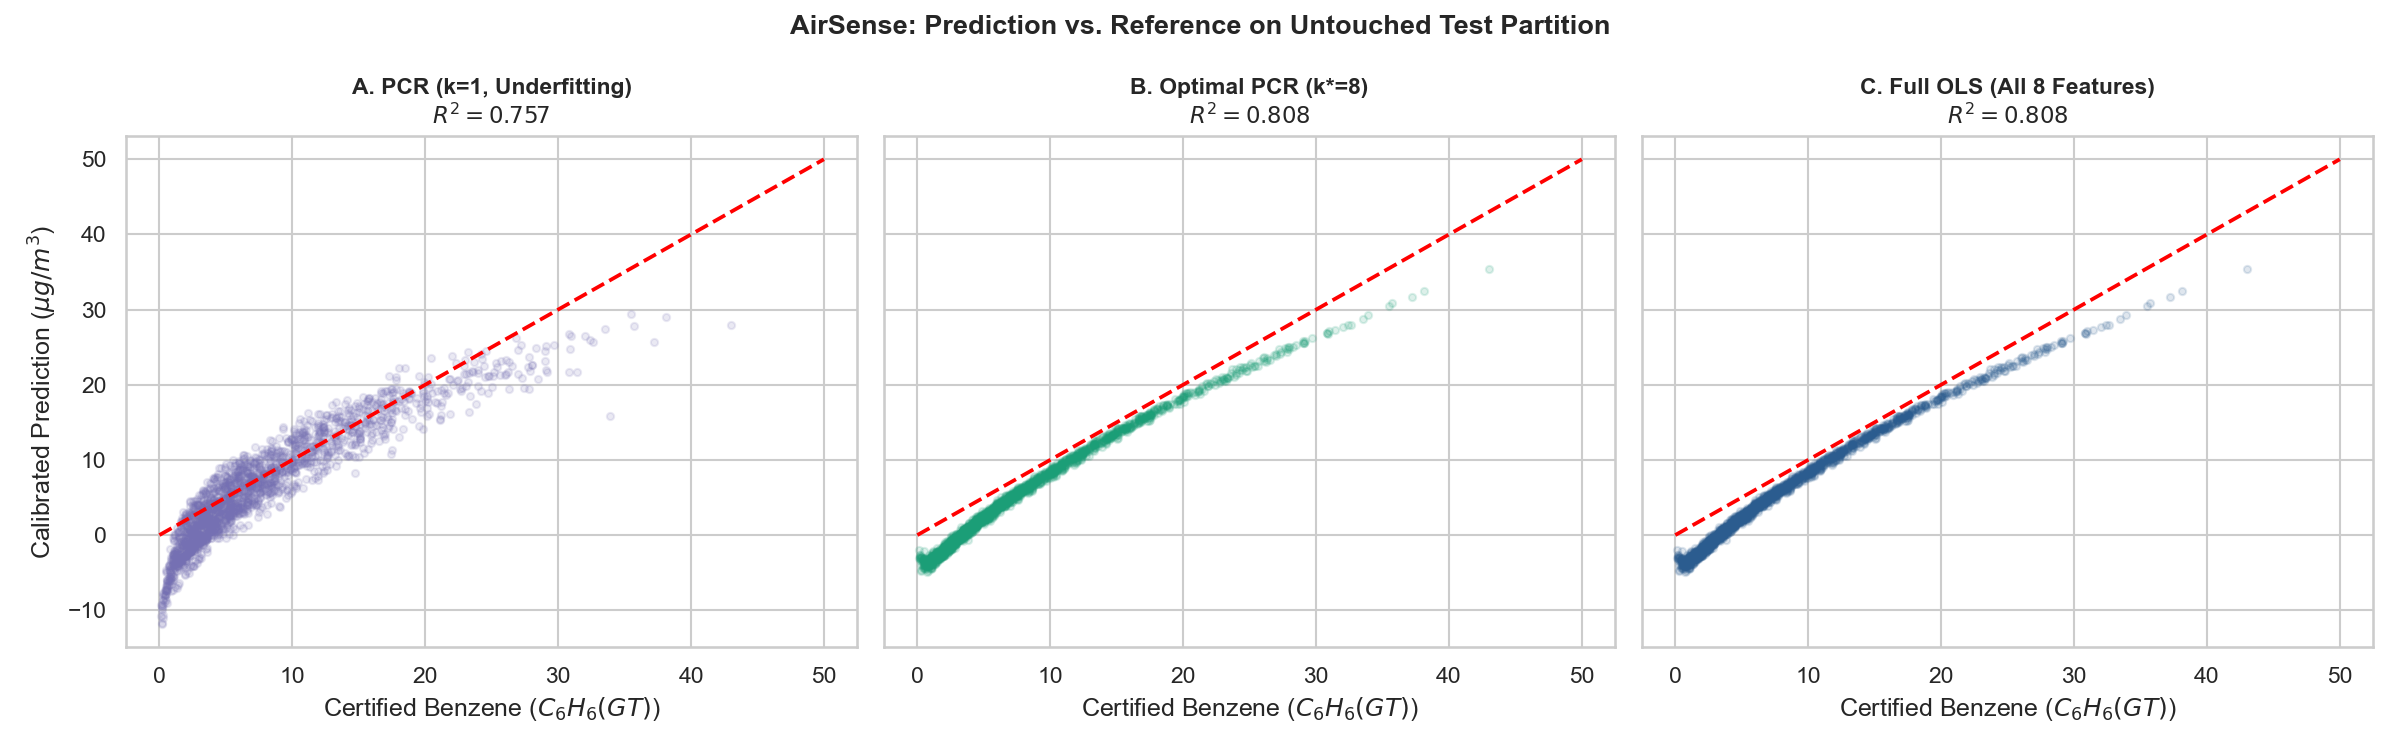 AirSense: Prediction vs. Reference on Untouched Test Partition
A. PCR (k=1, Underfitting)
R² = 0.757
B. Optimal PCR (k*=8)
R² = 0.808
C. Full OLS (All 8 Features)
R² = 0.808
Calibrated Prediction (μg/m³)
50
40
30
20
10
0
−10
0 10 20 30 40 50
0 10 20 30 40 50
0 10 20 30 40 50
Certified Benzene (C₆H₆(GT))
Certified Benzene (C₆H₆(GT))
Certified Benzene (C₆H₆(GT))